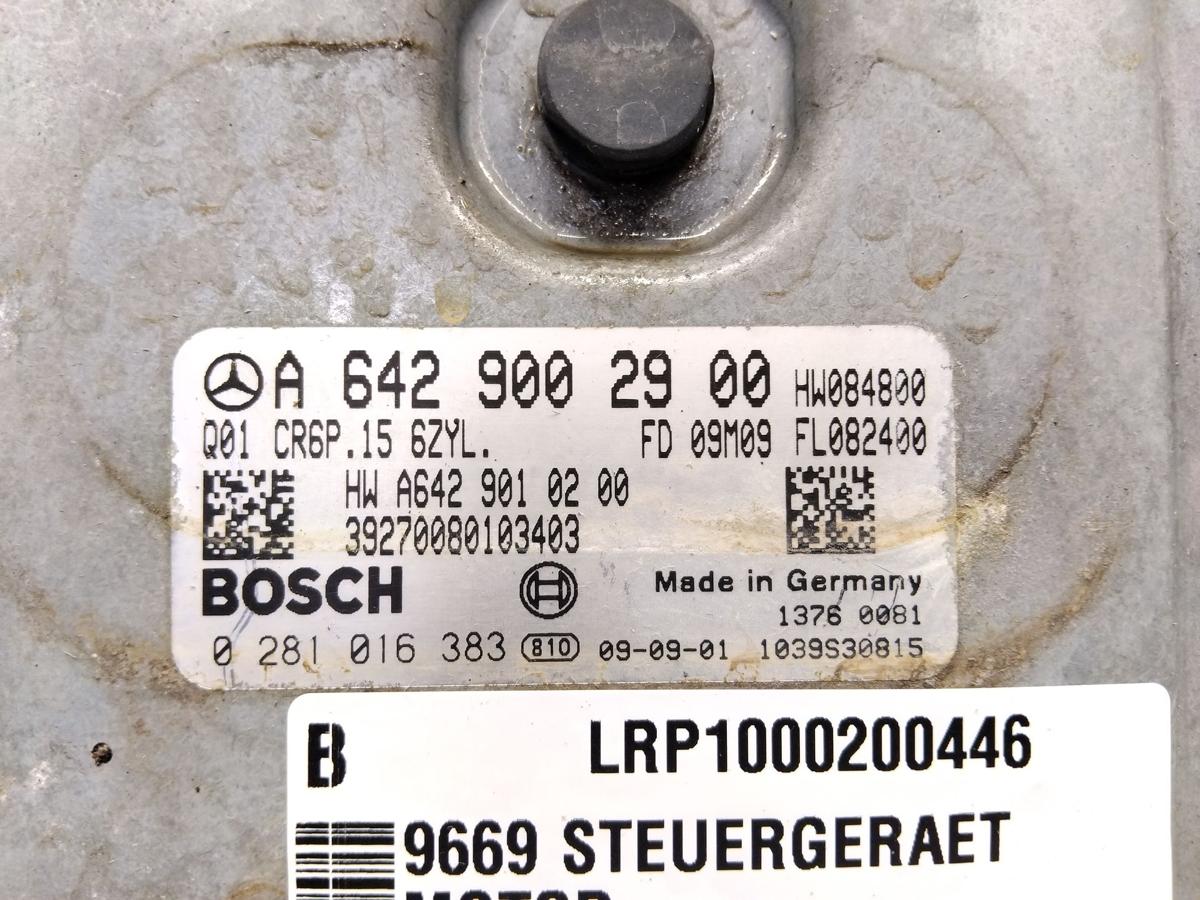 A 642 900 29 00 HW084800
Q01 CR6P.15 6ZYL. FD 09M09 FL082400
HW A642 901 02 00
39270080103403
BOSCH Made in Germany
1376 0081
0 281 016 383 810 09-09-01 1039S30815
B LRP1000200446
9669 STEUERGERAET
MOTOR